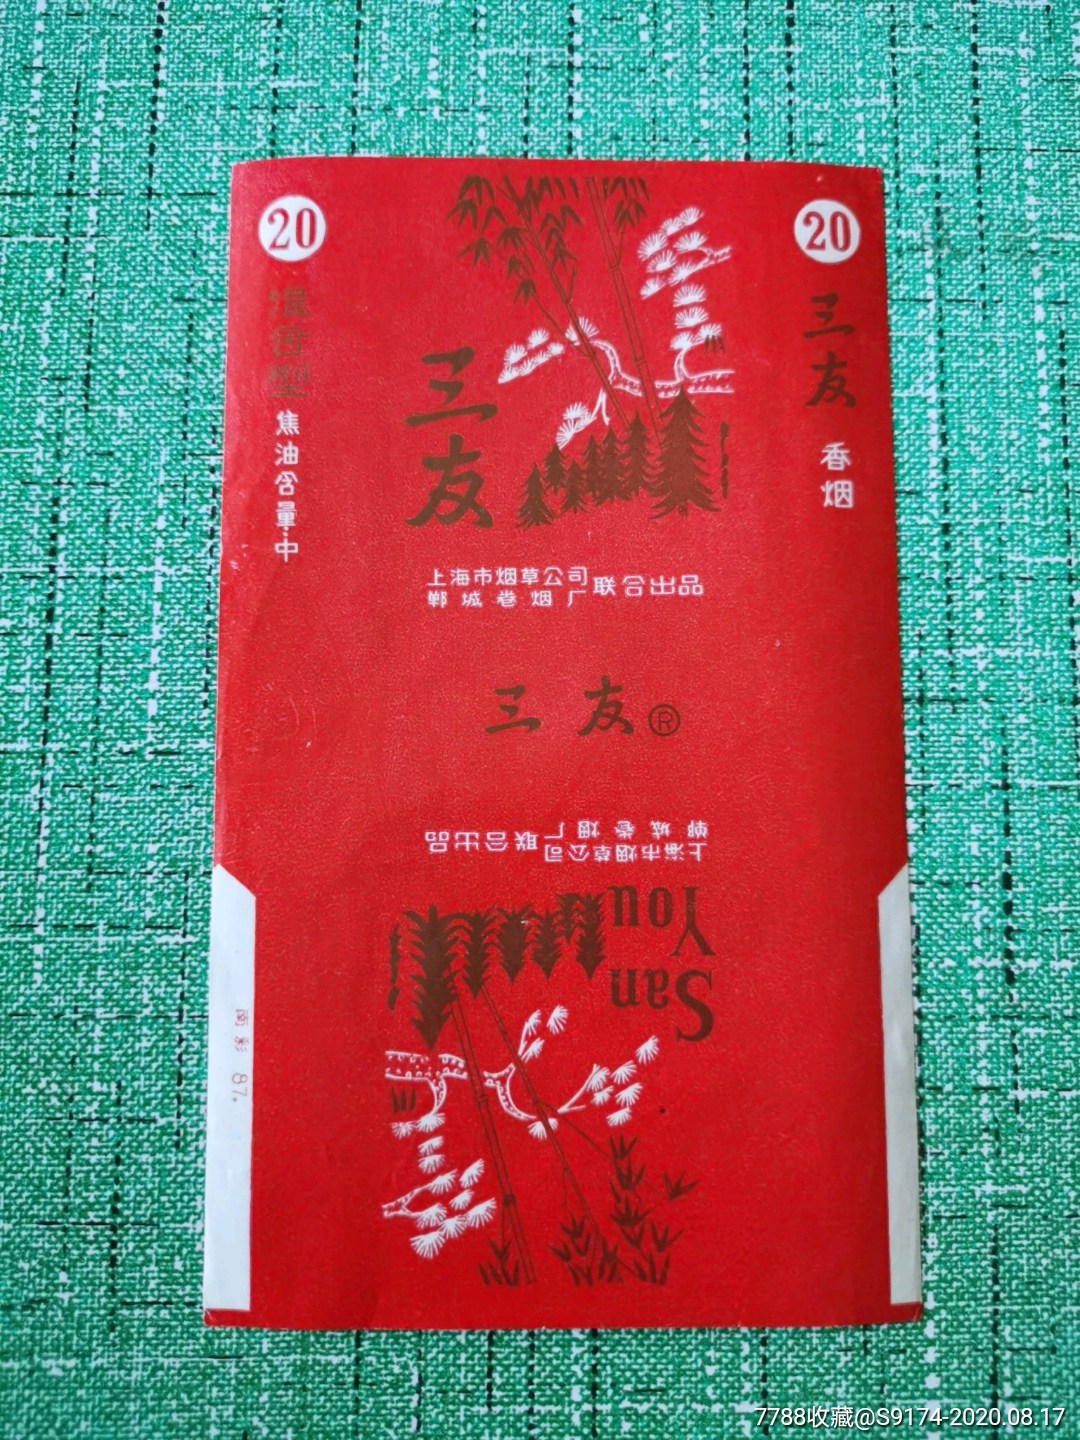 20
混合型
焦油含量:中
20
三友
香烟
三友
上海市烟草公司
郸城卷烟厂
联合出品
三友®
上海市烟草公司
郸城卷烟厂
联合出品
San
You
南彩 87.
7788收藏@S9174-2020.08.17